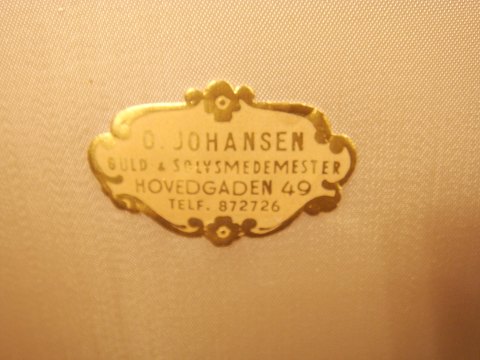 O. JOHANSEN
GULD & SØLVSMEDEMESTER
HOVEDGADEN 49
TELF. 872726